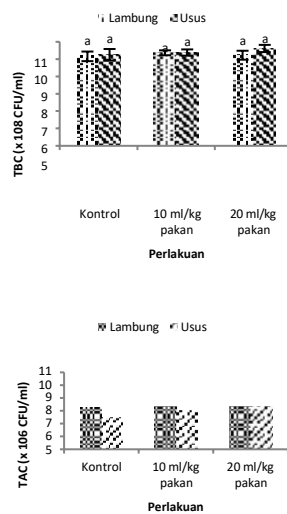 Lambung Usus
a a a a a a
11
10
9
8
7
6
5
TBC (x 108 CFU/ml)
Kontrol 10 ml/kg pakan 20 ml/kg pakan
Perlakuan
Lambung Usus
11
10
9
8
7
6
5
TAC (x 106 CFU/ml)
Kontrol 10 ml/kg pakan 20 ml/kg pakan
Perlakuan